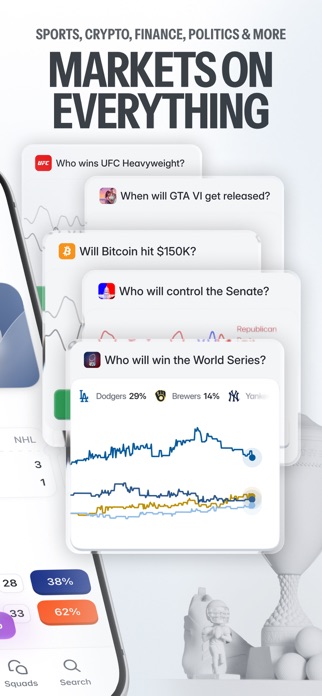 SPORTS, CRYPTO, FINANCE, POLITICS & MORE
MARKETS ON
EVERYTHING
UFC Who wins UFC Heavyweight?
When will GTA VI get released?
Will Bitcoin hit $150K?
Who will control the Senate?
Republican
Who will win the World Series?
Dodgers 29% Brewers 14% Yanke
NHL
3
1
28 38%
33 62%
Squads Search